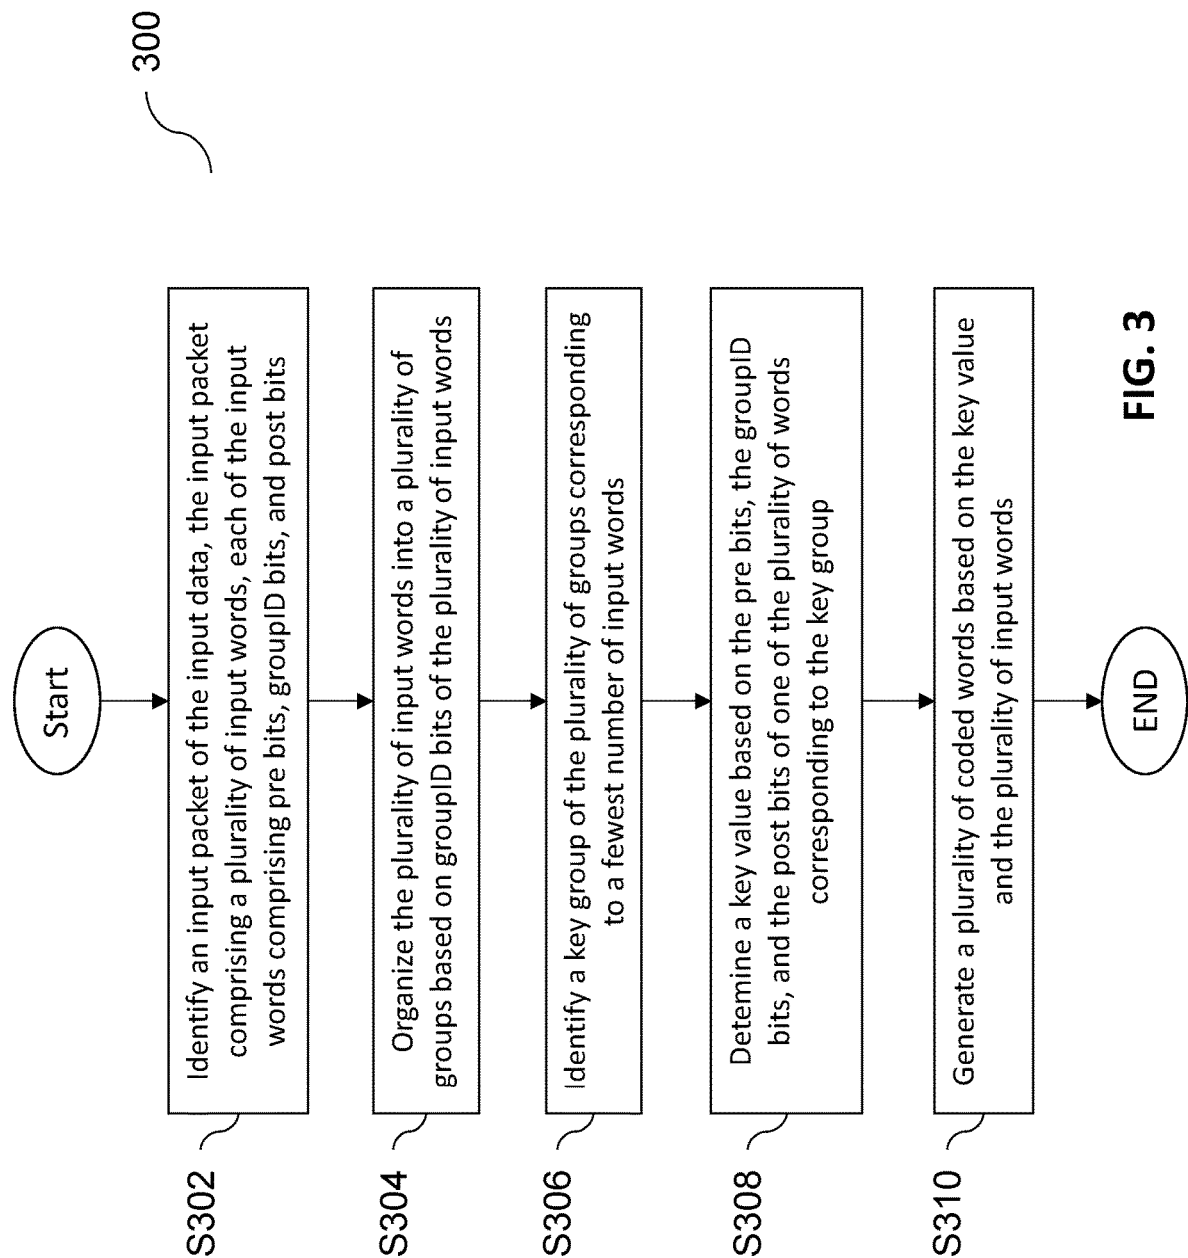 300
Start
S302
Identify an input packet of the input data, the input packet
comprising a plurality of input words, each of the input
words comprising pre bits, groupID bits, and post bits
S304
Organize the plurality of input words into a plurality of
groups based on groupID bits of the plurality of input words
S306
Identify a key group of the plurality of groups corresponding
to a fewest number of input words
S308
Detemine a key value based on the pre bits, the groupID
bits, and the post bits of one of the plurality of words
corresponding to the key group
S310
Generate a plurality of coded words based on the key value
and the plurality of input words
END
FIG. 3